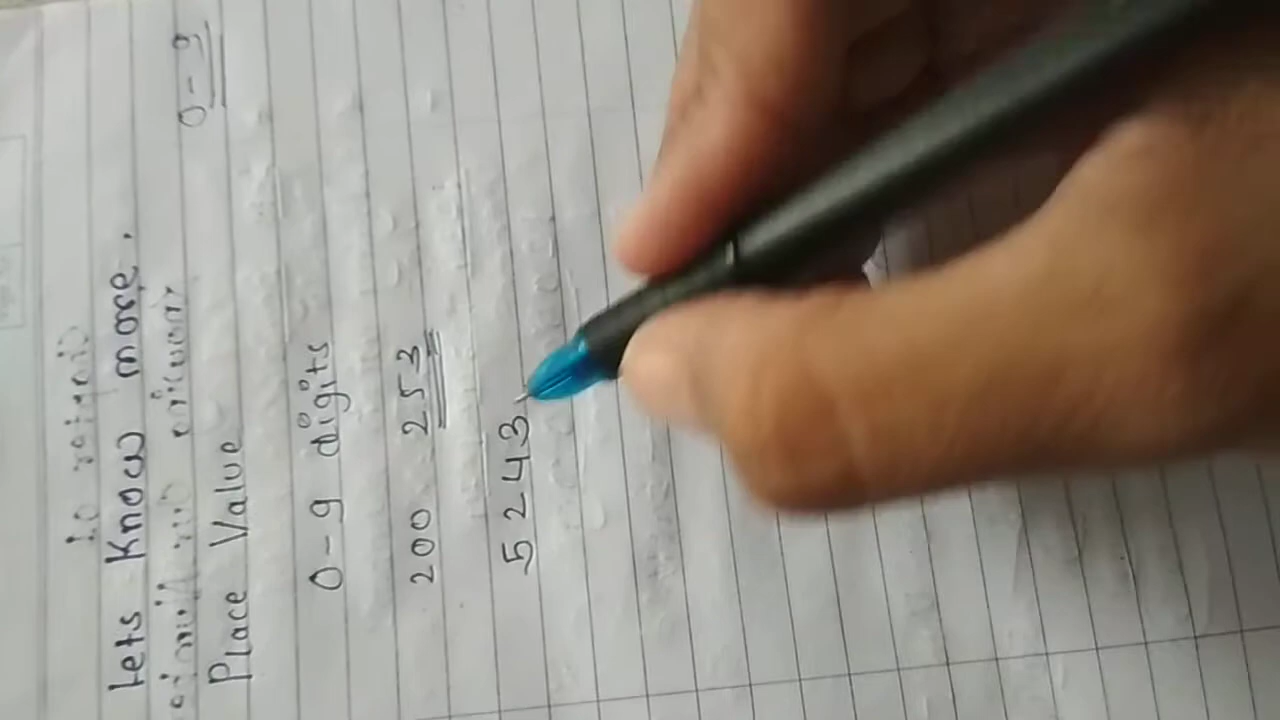 Lets Know more.
0-9
Place Value
0-9 digits
200 253
5243